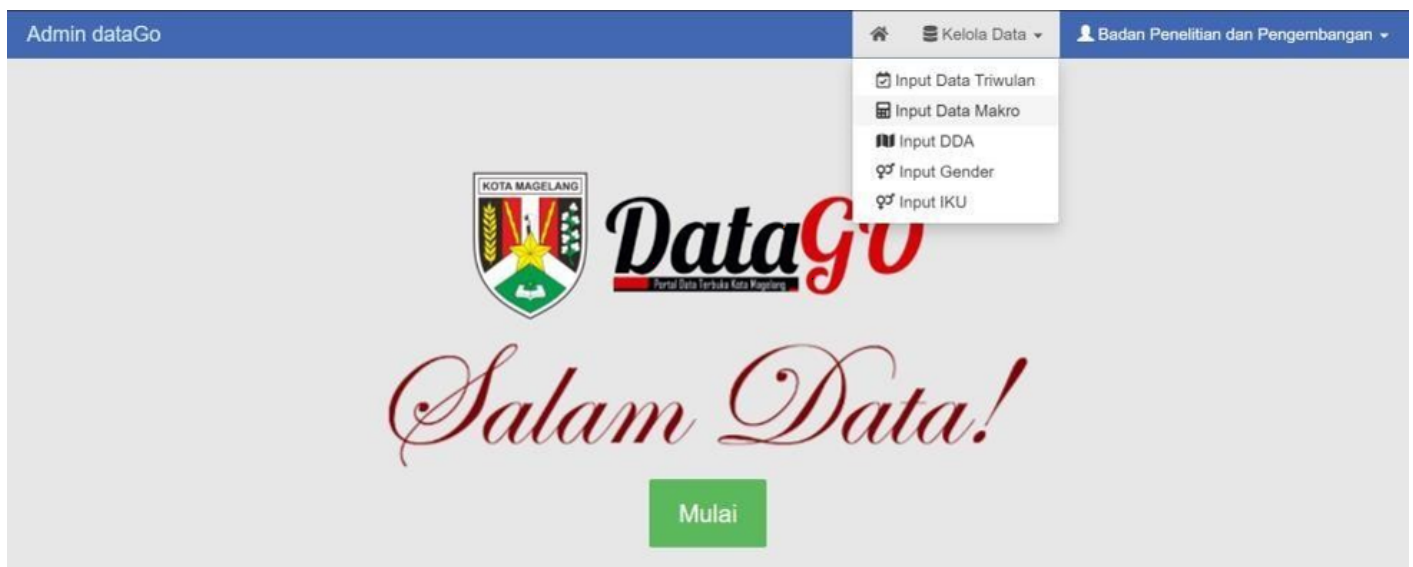 Admin dataGo
Kelola Data
Badan Penelitian dan Pengembangan
Input Data Triwulan
Input Data Makro
Input DDA
Input Gender
Input IKU
KOTA MAGELANG
DataGO
Portal Data Terbuka Kota Magelang
Salam Data!
Mulai